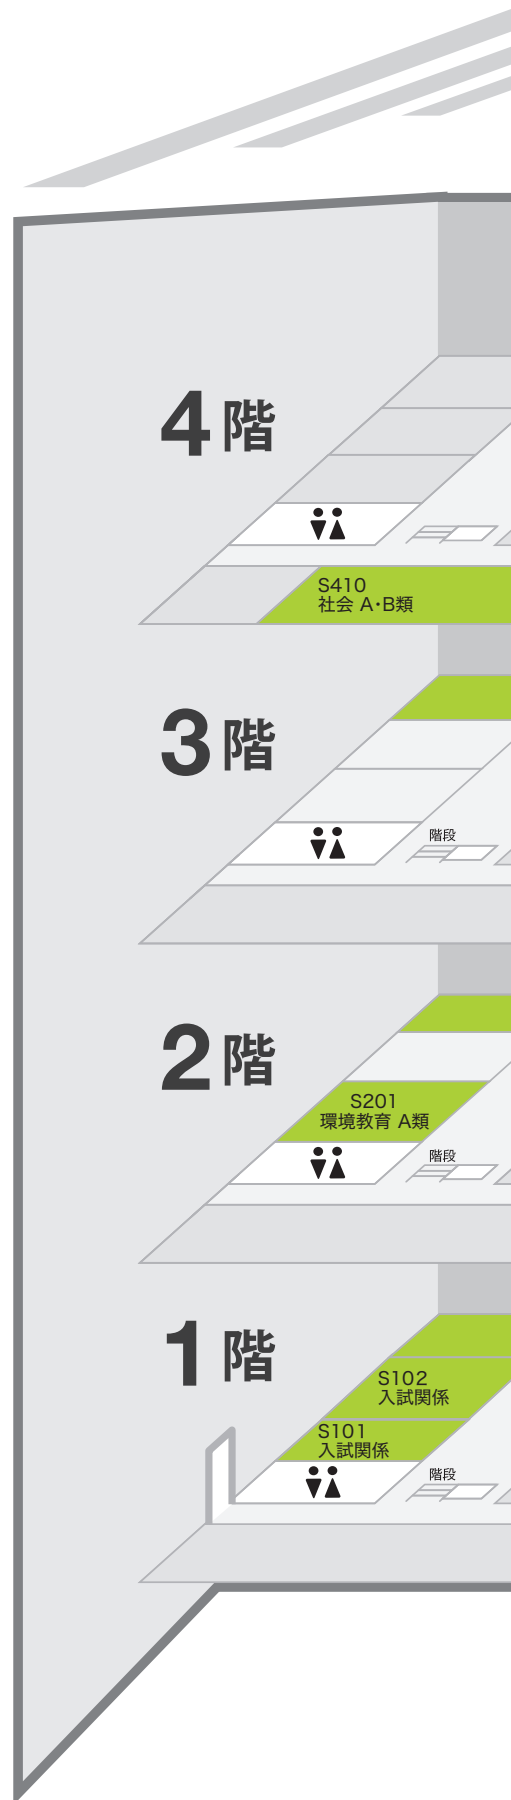 4階
S410
社会 A・B類
3階
階段
2階
S201
環境教育 A類
階段
1階
S102
入試関係
S101
入試関係
階段